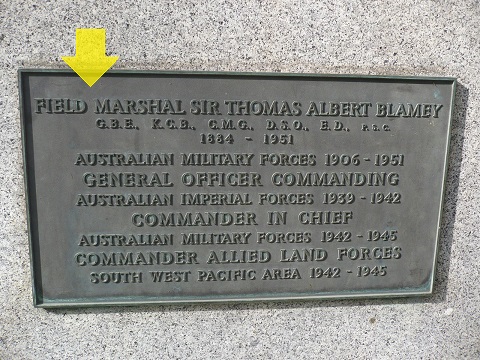 FIELD MARSHAL SIR THOMAS ALBERT BLAMEY
G.B.E., K.C.B., C.M.G., D.S.O., E.D., P.S.C.
1884 - 1951
AUSTRALIAN MILITARY FORCES 1906 - 1951
GENERAL OFFICER COMMANDING
AUSTRALIAN IMPERIAL FORCES 1939 - 1942
COMMANDER IN CHIEF
AUSTRALIAN MILITARY FORCES 1942 - 1945
COMMANDER ALLIED LAND FORCES
SOUTH WEST PACIFIC AREA 1942 - 1945